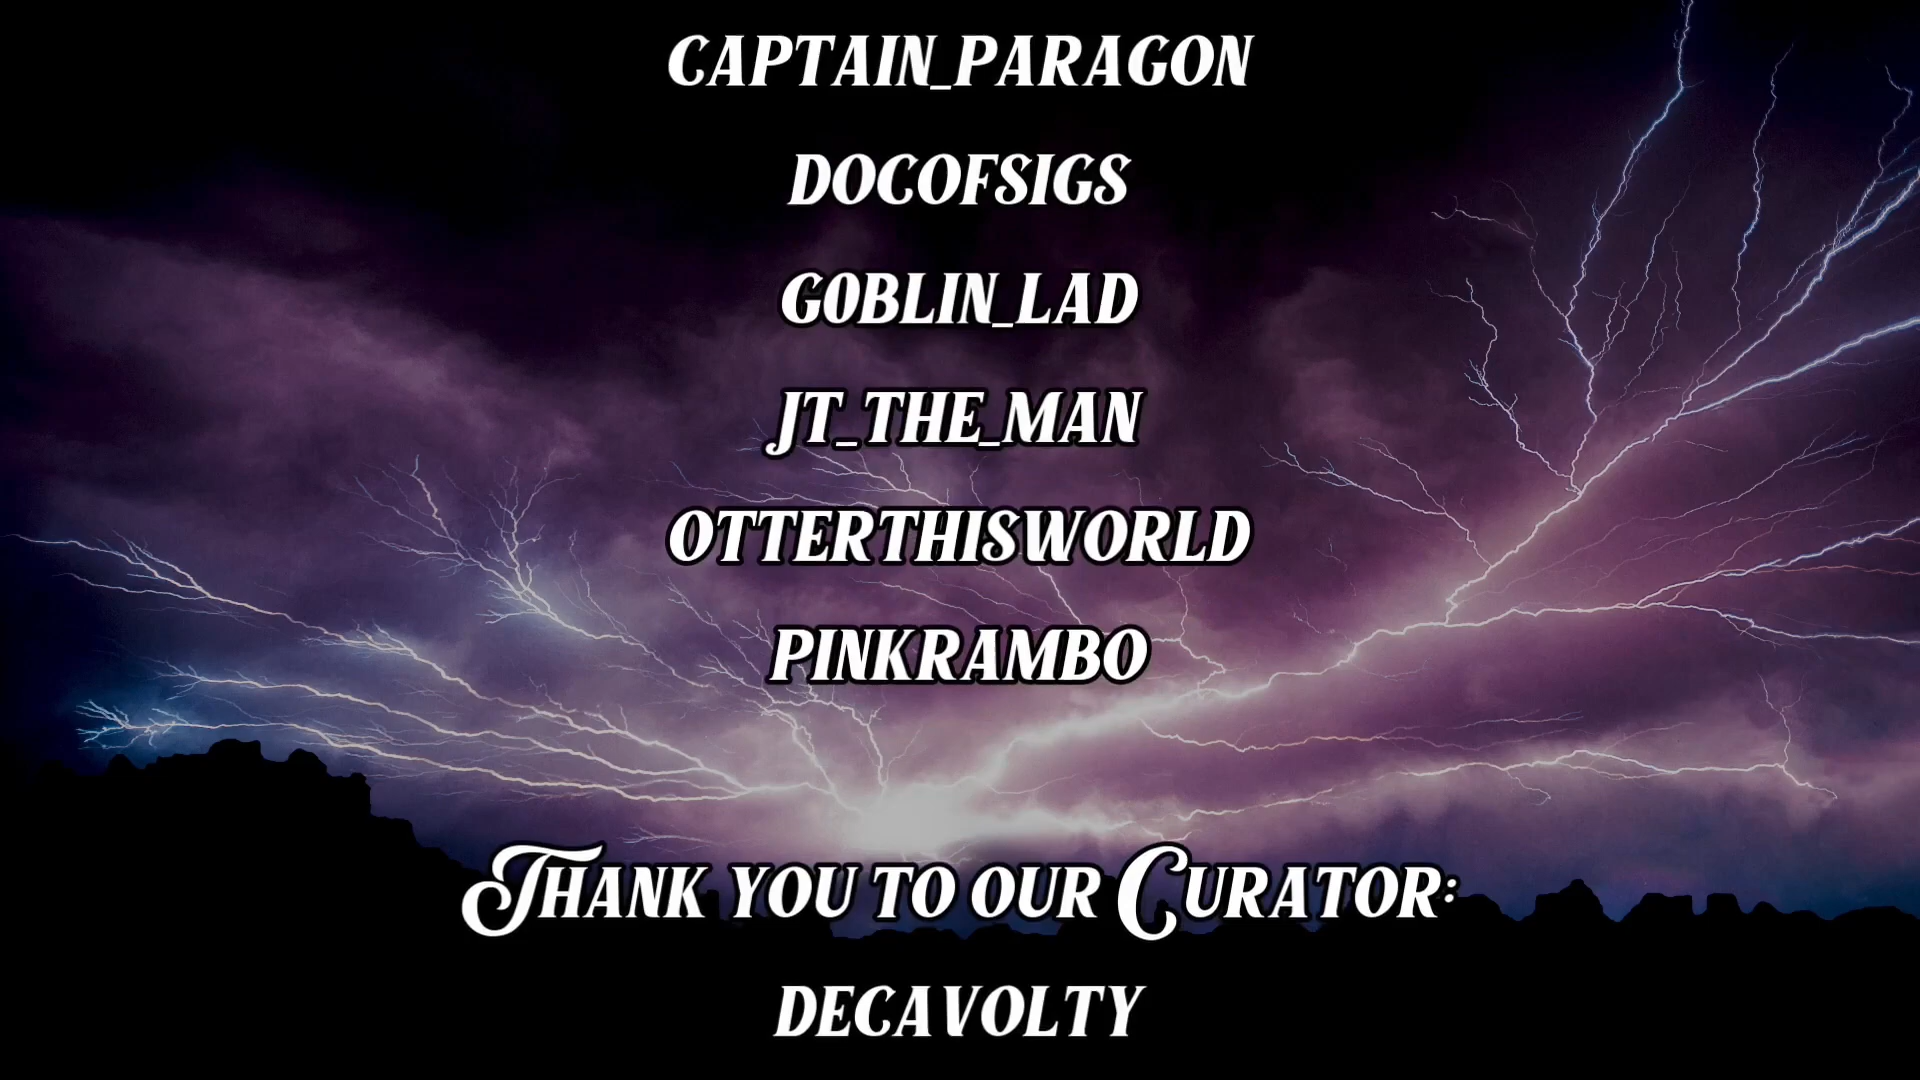 CAPTAIN_PARAGON
DOCOFSIGS
GOBLIN_LAD
JT_THE_MAN
OTTERTHISWORLD
PINKRAMBO
THANK YOU TO OUR CURATOR:
DECAVOLTY